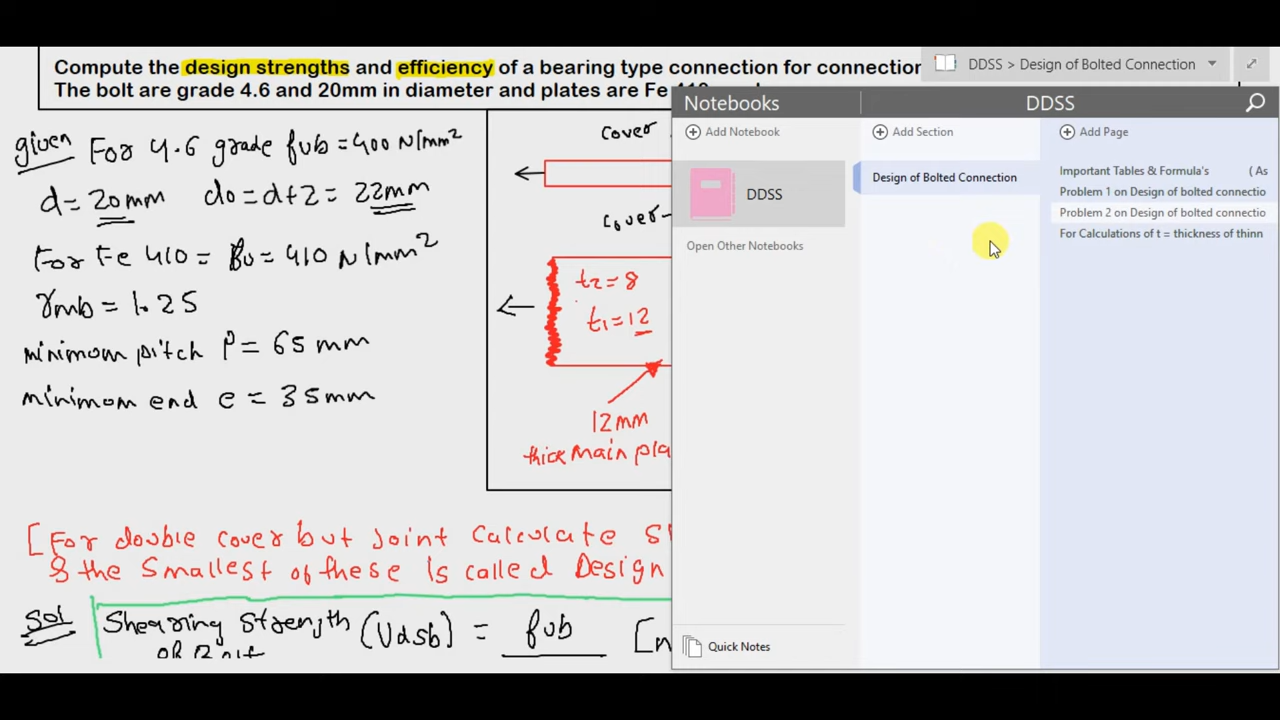 Compute the design strengths and efficiency of a bearing type connection for connection
The bolt are grade 4.6 and 20mm in diameter and plates are Fe
given For 4.6 grade fub = 400 N/mm²
d = 20mm do = d+2 = 22mm
For Fe 410 = fu = 410 N/mm²
γmb = 1.25
minimum pitch P = 65 mm
minimum end e = 35mm
cover
cover
t2 = 8
t1 = 12
12mm
thick main pla
[For double cover but Joint Calculate S
& the Smallest of these Is called Design
Sol Shearing Strength (Vdsb) = fub [n
of Bolt
DDSS > Design of Bolted Connection
Notebooks
DDSS
Add Notebook
Add Section
Add Page
DDSS
Open Other Notebooks
Design of Bolted Connection
Important Tables & Formula's ( As
Problem 1 on Design of bolted connectio
Problem 2 on Design of bolted connectio
For Calculations of t = thickness of thinn
Quick Notes